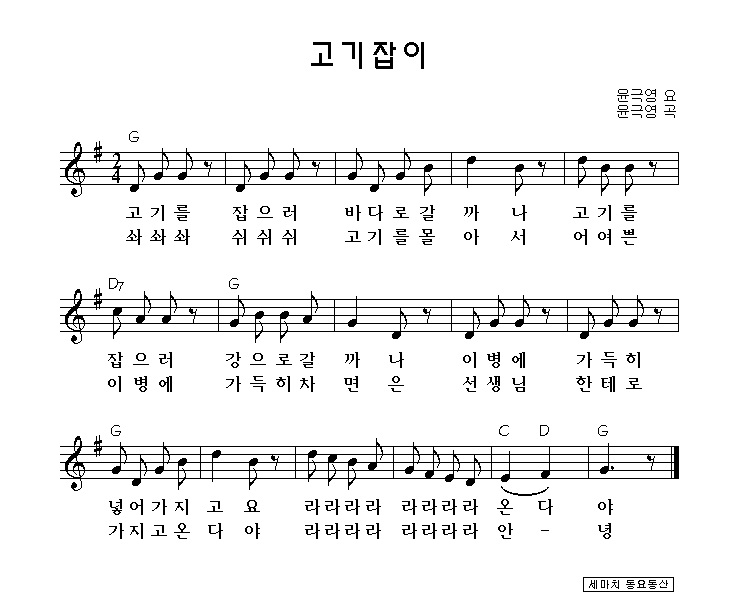 고기잡이
윤극영 요
윤극영 곡
G
2
4
고기를 잡으러 바다로갈 까 나 고기를
솨솨솨 쉬쉬쉬 고기를몰 아 서 어여쁜
D7 G
잡으러 강으로갈 까 나 이병에 가득히
이병에 가득히차 면 은 선생님 한테로
G C D G
넣어가지 고 요 라라라라 라라라라 온 다 야
가지고온 다 야 라라라라 라라라라 안 - 녕
세마치 동요동산